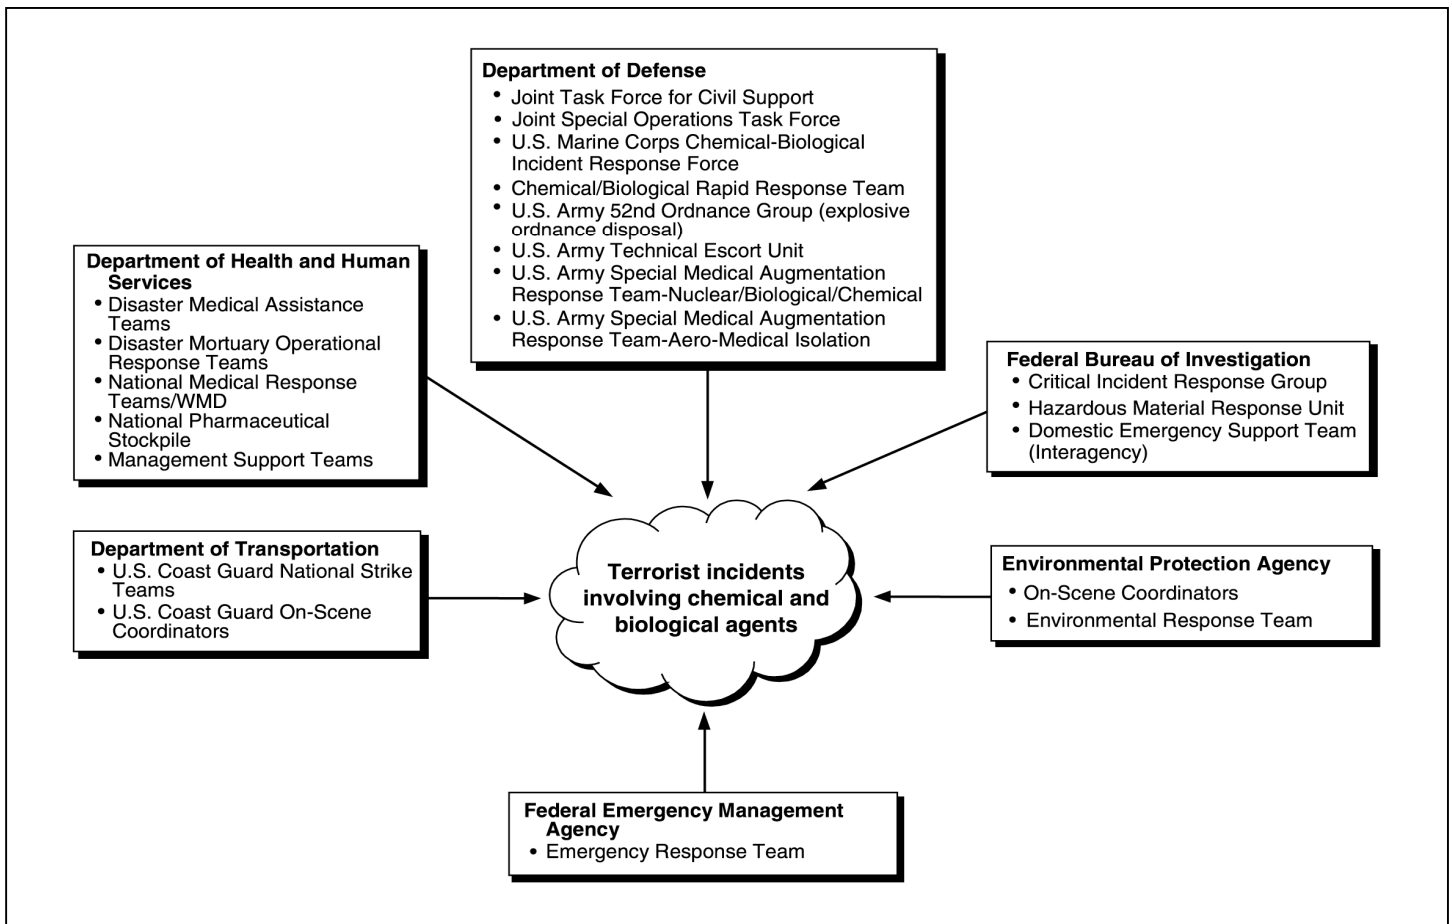 Department of Defense
• Joint Task Force for Civil Support
• Joint Special Operations Task Force
• U.S. Marine Corps Chemical-Biological
Incident Response Force
• Chemical/Biological Rapid Response Team
• U.S. Army 52nd Ordnance Group (explosive
ordnance disposal)
• U.S. Army Technical Escort Unit
• U.S. Army Special Medical Augmentation
Response Team-Nuclear/Biological/Chemical
• U.S. Army Special Medical Augmentation
Response Team-Aero-Medical Isolation
Department of Health and Human
Services
• Disaster Medical Assistance
Teams
• Disaster Mortuary Operational
Response Teams
• National Medical Response
Teams/WMD
• National Pharmaceutical
Stockpile
• Management Support Teams
Federal Bureau of Investigation
• Critical Incident Response Group
• Hazardous Material Response Unit
• Domestic Emergency Support Team
(Interagency)
Department of Transportation
• U.S. Coast Guard National Strike
Teams
• U.S. Coast Guard On-Scene
Coordinators
Terrorist incidents
involving chemical and
biological agents
Environmental Protection Agency
• On-Scene Coordinators
• Environmental Response Team
Federal Emergency Management
Agency
• Emergency Response Team